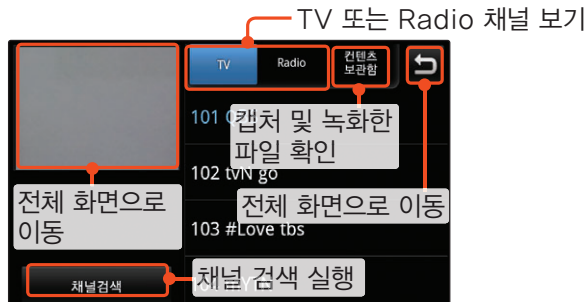 TV 또는 Radio 채널 보기
TV
Radio
컨텐츠
보관함
101
캡처 및 녹화한
파일 확인
102 tvN go
전체 화면으로
이동
전체 화면으로 이동
103 #Love tbs
채널검색
채널 검색 실행